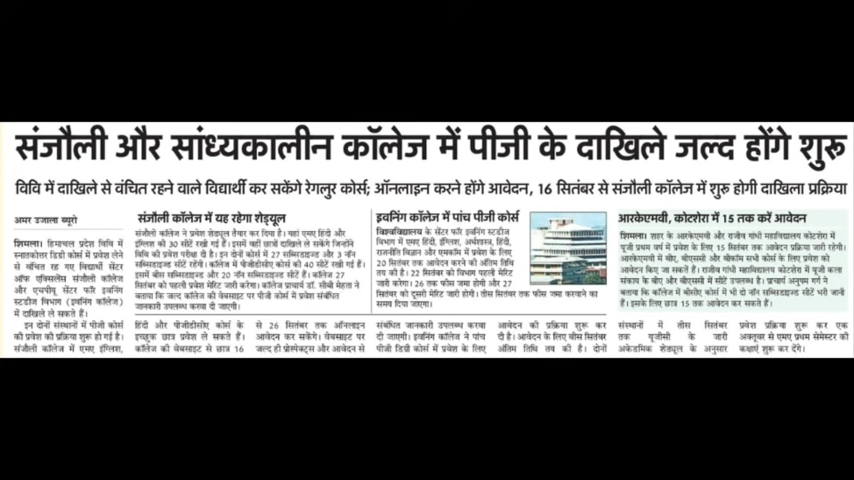 संजौली और सांध्यकालीन कॉलेज में पीजी के दाखिले जल्द होंगे शुरू
विवि में दाखिले से वंचित रहने वाले विद्यार्थी कर सकेंगे रेगलुर कोर्स; ऑनलाइन करने होंगे आवेदन, 16 सितंबर से संजौली कॉलेज में शुरू होगी दाखिला प्रक्रिया
अमर उजाला ब्यूरो
शिमला। हिमाचल प्रदेश विवि में
स्नातकोत्तर डिग्री कोर्स में प्रवेश लेने
से वंचित रह गए विद्यार्थी सेंटर
ऑफ एक्सिलेंस संजौली कॉलेज
और एचपीयू सेंटर फॉर इवनिंग
स्टडीज विभाग (इवनिंग कॉलेज)
में दाखिले ले सकते हैं।
इन दोनों संस्थानों में पीजी कोर्स
की प्रवेश की प्रक्रिया शुरू हो गई है।
संजौली कॉलेज में एमए इंग्लिश,
संजौली कॉलेज में यह रहेगा शेड्यूल
संजौली कॉलेज ने प्रवेश शेड्यूल तैयार कर दिया है। यहां एमए हिंदी और
इंग्लिश की 30 सीटें रखी गई हैं। इसमें वही छात्र दाखिले ले सकेंगे जिन्होंने
विवि की प्रवेश परीक्षा दी है। इन दोनों कोर्स में 27 सब्सिडाइज्ड और 3 नॉन
सब्सिडाइज्ड सीटें रहेंगी। कॉलेज में पीजीडीसीए कोर्स की 40 सीटें रखी गई हैं।
इसमें बीस सब्सिडाइज्ड और 20 नॉन सब्सिडाइज्ड सीटें हैं। कॉलेज 27
सितंबर को पहली प्रवेश मेरिट जारी करेगा। कॉलेज प्राचार्य डॉ. सीबी मेहता ने
बताया कि जल्द कॉलेज की वेबसाइट पर पीजी कोर्स में प्रवेश संबंधित
जानकारी उपलब्ध करवा दी जाएगी।
हिंदी और पीजीडीसीए कोर्स के
इच्छुक छात्र प्रवेश ले सकते हैं।
कॉलेज की वेबसाइट से छात्र 16
से 26 सितंबर तक ऑनलाइन
आवेदन कर सकेंगे। वेबसाइट पर
जल्द ही प्रोस्पेक्ट्स और आवेदन से
इवनिंग कॉलेज में पांच पीजी कोर्स
विश्वविद्यालय के सेंटर फॉर इवनिंग स्टडीज
विभाग में एमए हिंदी, इंग्लिश, अर्थशास्त्र, हिंदी,
राजनीति विज्ञान और एमकॉम में प्रवेश के लिए
20 सितंबर तक आवेदन करने की अंतिम तिथि
तय की है। 22 सितंबर को विभाग पहली मेरिट
जारी करेगा। 26 तक फीस जमा होगी और 27
सितंबर को दूसरी मेरिट जारी होगी। तीस सितंबर तक फीस जमा करवाने का
समय दिया जाएगा।
संबंधित जानकारी उपलब्ध करवा
दी जाएगी। इवनिंग कॉलेज ने पांच
पीजी डिग्री कोर्स में प्रवेश के लिए
आवेदन की प्रक्रिया शुरू कर
दी है। आवेदन के लिए बीस सितंबर
अंतिम तिथि तय की है। दोनों
आरकेएमवी, कोटशेरा में 15 तक करें आवेदन
शिमला। शहर के आरकेएमवी और राजीव गांधी महाविद्यालय कोटशेरा में
यूजी प्रथम वर्ष में प्रवेश के लिए 15 सितंबर तक आवेदन प्रक्रिया जारी रहेगी।
आरकेएमवी में बीए, बीएससी और बीकॉम सभी कोर्स के लिए प्रवेश को
आवेदन किए जा सकते हैं। राजीव गांधी महाविद्यालय कोटशेरा में यूजी कला
संकाय के बीए और बीएससी में सीटें उपलब्ध है। प्राचार्य अनुपम गर्ग ने
बताया कि कॉलेज में बीसीए कोर्स में भी दो नॉन सब्सिडाइज्ड सीटें भरी जानी
हैं। इसके लिए छात्र 15 तक आवेदन कर सकते हैं।
संस्थानों में तीस सितंबर
तक यूजीसी के जारी
अकेडमिक शेड्यूल के अनुसार
प्रवेश प्रक्रिया शुरू कर एक
अक्तूबर से एमए प्रथम सेमेस्टर की
कक्षाएं शुरू कर देंगे।